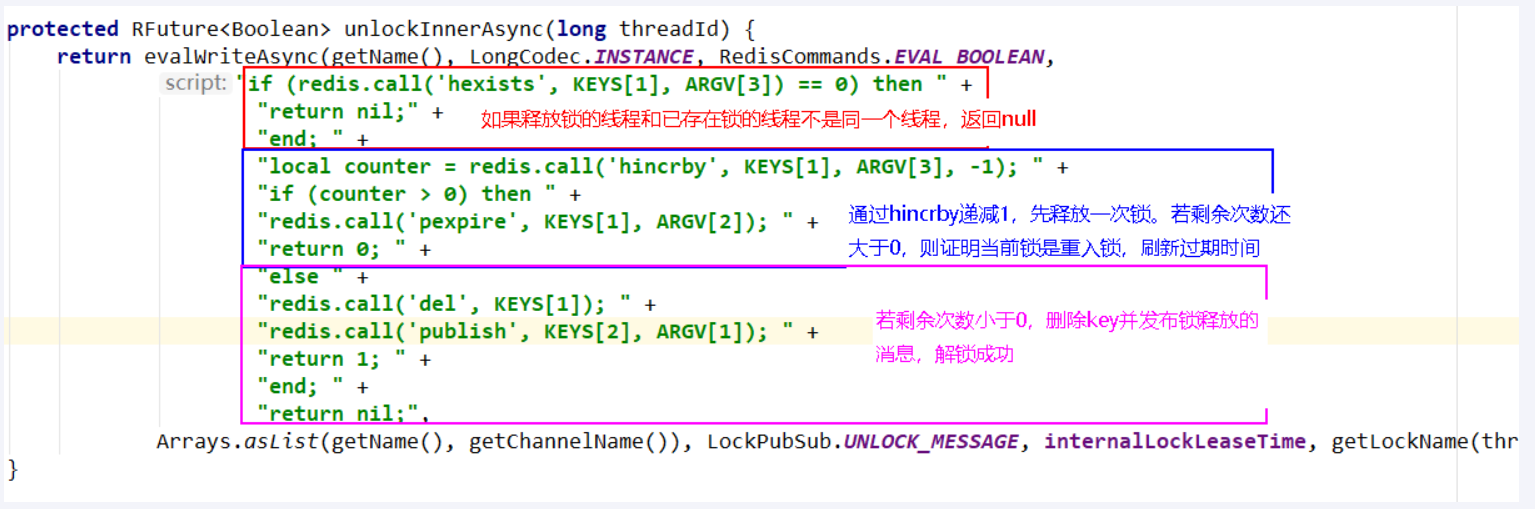 protected RFuture<Boolean> unlockInnerAsync(long threadId) {
return evalWriteAsync(getName(), LongCodec.INSTANCE, RedisCommands.EVAL_BOOLEAN,
script: "if (redis.call('hexists', KEYS[1], ARGV[3]) == 0) then " +
"return nil;" +
如果释放锁的线程和已存在锁的线程不是同一个线程，返回null
"end; " +
"local counter = redis.call('hincrby', KEYS[1], ARGV[3], -1); " +
"if (counter > 0) then " +
"redis.call('pexpire', KEYS[1], ARGV[2]); " +
通过hincrby递减1，先释放一次锁。若剩余次数还
"return 0; " +
大于0，则证明当前锁是重入锁，刷新过期时间
"else " +
"redis.call('del', KEYS[1]); " +
"redis.call('publish', KEYS[2], ARGV[1]); " +
若剩余次数小于0，删除key并发布锁释放的
"return 1; " +
消息，解锁成功
"end; " +
"return nil;",
Arrays.asList(getName(), getChannelName()), LockPubSub.UNLOCK_MESSAGE, internalLockLeaseTime, getLockName(thr
}